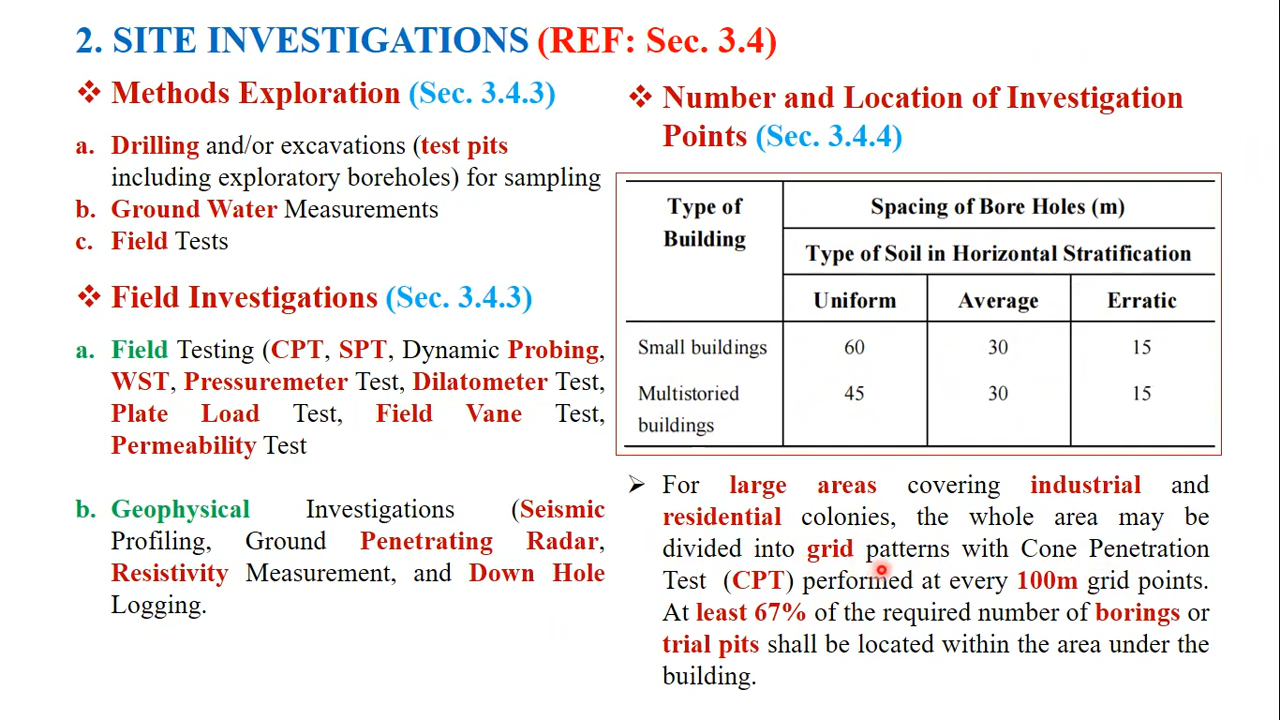 2. SITE INVESTIGATIONS (REF: Sec. 3.4)
❖ Methods Exploration (Sec. 3.4.3)
a. Drilling and/or excavations (test pits
including exploratory boreholes) for sampling
b. Ground Water Measurements
c. Field Tests
❖ Field Investigations (Sec. 3.4.3)
a. Field Testing (CPT, SPT, Dynamic Probing,
WST, Pressuremeter Test, Dilatometer Test,
Plate Load Test, Field Vane Test,
Permeability Test
b. Geophysical Investigations (Seismic
Profiling, Ground Penetrating Radar,
Resistivity Measurement, and Down Hole
Logging.
❖ Number and Location of Investigation
Points (Sec. 3.4.4)
Type of
Building
Spacing of Bore Holes (m)
Type of Soil in Horizontal Stratification
Uniform Average Erratic
Small buildings 60 30 15
Multistoried 45 30 15
buildings
➢ For large areas covering industrial and
residential colonies, the whole area may be
divided into grid patterns with Cone Penetration
Test (CPT) performed at every 100m grid points.
At least 67% of the required number of borings or
trial pits shall be located within the area under the
building.